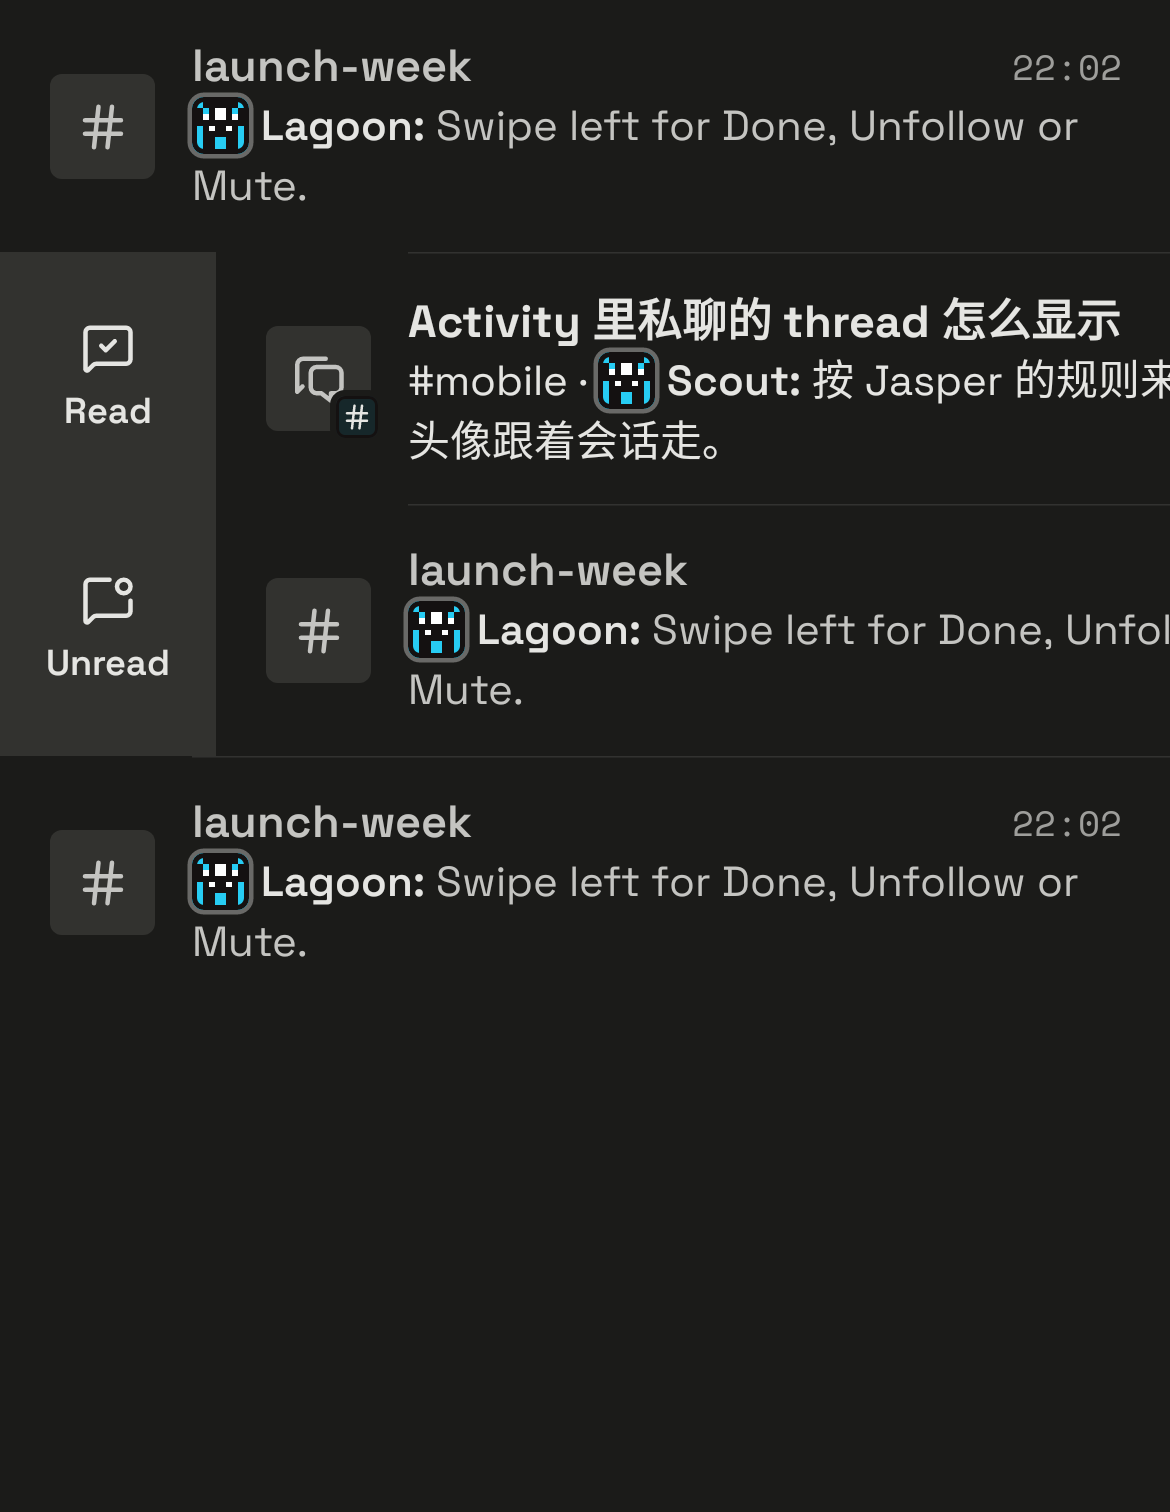 launch-week 22:02
Lagoon: Swipe left for Done, Unfollow or
Mute.
Read
Activity 里私聊的 thread 怎么显示
#mobile · Scout: 按 Jasper 的规则来
头像跟着会话走。
Unread
launch-week
Lagoon: Swipe left for Done, Unfol
Mute.
launch-week 22:02
Lagoon: Swipe left for Done, Unfollow or
Mute.